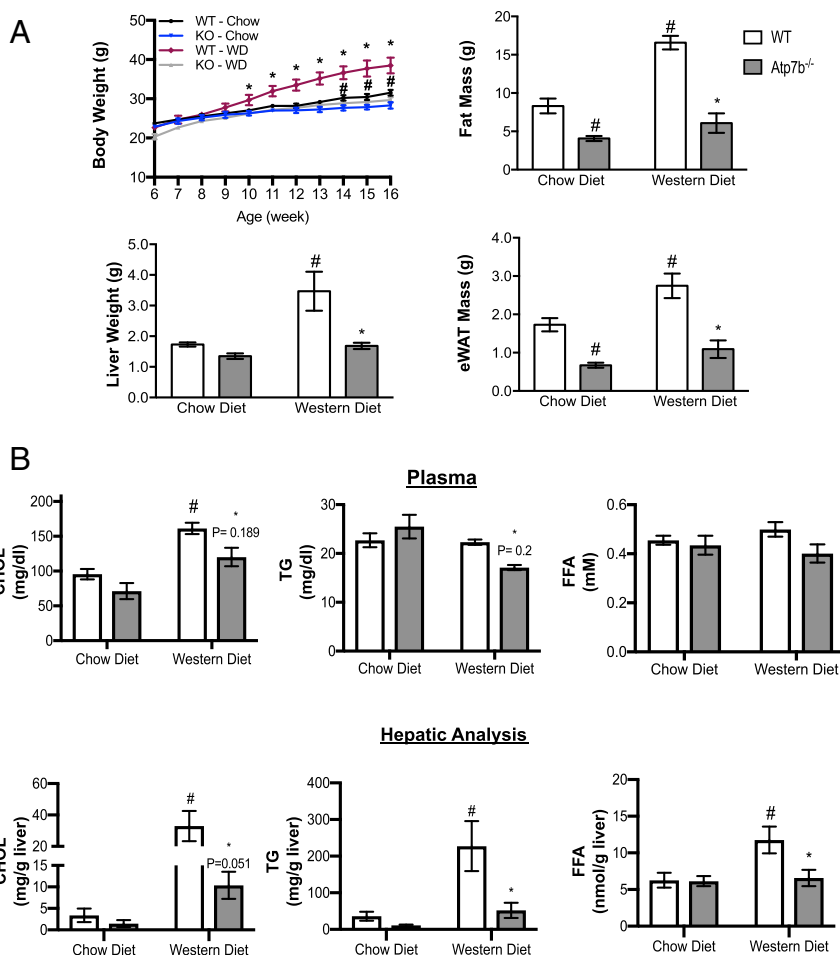 A
WT - Chow
KO - Chow
WT - WD
KO - WD
Body Weight (g)
50
40
30
20
10
* * * * * * *
# # #
6 7 8 9 10 11 12 13 14 15 16
Age (week)
Fat Mass (g)
20
15
10
5
0
#
#
*
Chow Diet Western Diet
WT
Atp7b-/-
Liver Weight (g)
5.0
4.0
3.0
2.0
1.0
0.0
#
*
Chow Diet Western Diet
eWAT Mass (g)
4.0
3.0
2.0
1.0
0.0
#
#
*
Chow Diet Western Diet
B
Plasma
CHOL
(mg/dl)
200
150
100
50
0
#
*
P= 0.189
Chow Diet Western Diet
TG
(mg/dl)
30
20
10
0
*
P= 0.2
Chow Diet Western Diet
FFA
(mM)
0.6
0.4
0.2
0.0
Chow Diet Western Diet
Hepatic Analysis
CHOL
(mg/g liver)
60
40
20
15
10
5
0
#
*
P=0.051
Chow Diet Western Diet
TG
(mg/g liver)
400
300
200
100
0
#
*
Chow Diet Western Diet
FFA
(nmol/g liver)
20
15
10
5
0
#
*
Chow Diet Western Diet